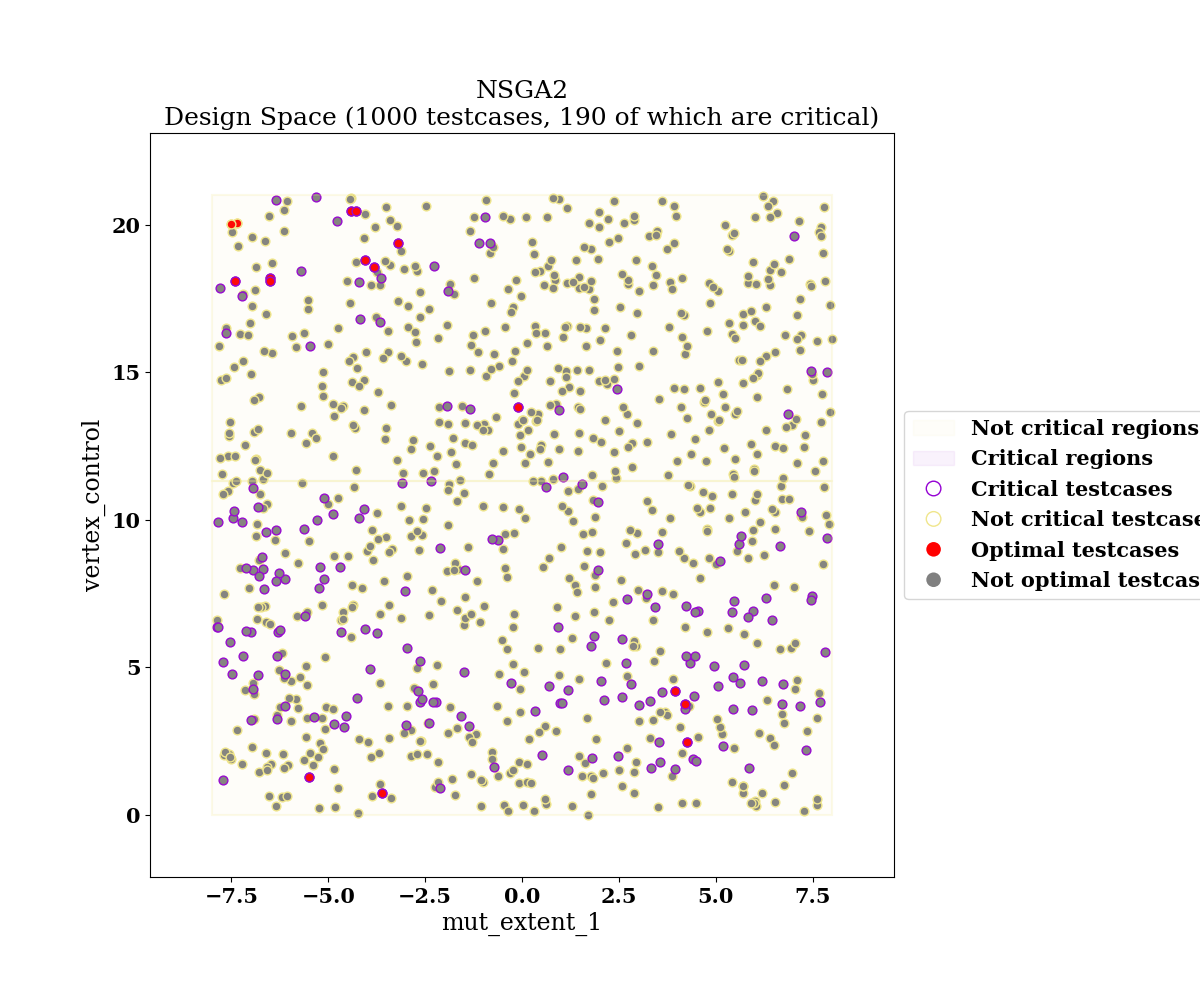 NSGA2
Design Space (1000 testcases, 190 of which are critical)
20
15
10
5
0
vertex_control
−7.5 −5.0 −2.5 0.0 2.5 5.0 7.5
mut_extent_1
Not critical regions
Critical regions
Critical testcases
Not critical testcase
Optimal testcases
Not optimal testcas